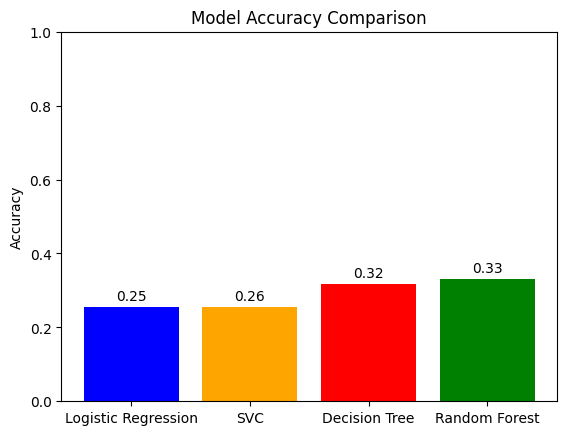 Model Accuracy Comparison
1.0
0.8
0.6
0.4
0.2
0.0
Accuracy
0.25
0.26
0.32
0.33
Logistic Regression
SVC
Decision Tree
Random Forest